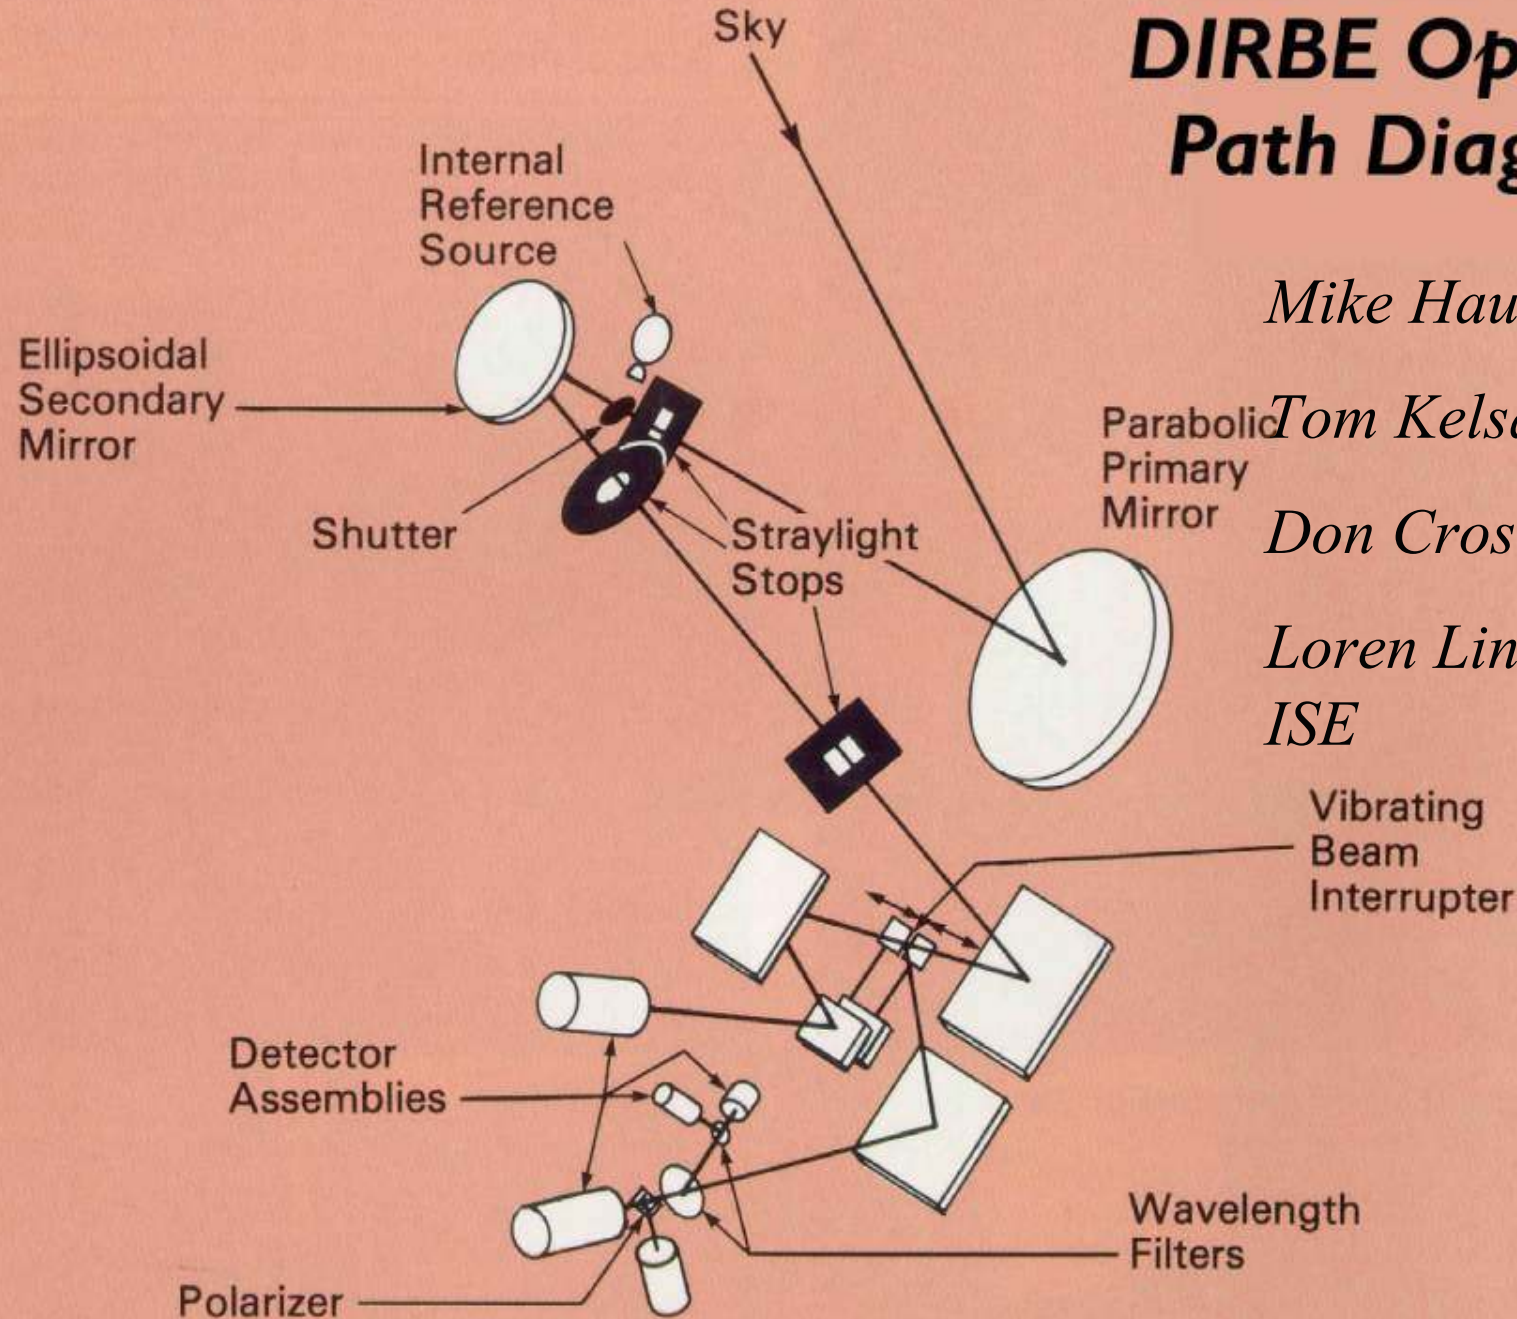 Sky
DIRBE Op
Path Diag
Internal
Reference
Source
Mike Hau
Ellipsoidal
Secondary
Mirror
Parabolic
Primary
Mirror
Tom Kelsa
Shutter
Straylight
Stops
Don Cros
Loren Lin
ISE
Vibrating
Beam
Interrupter
Detector
Assemblies
Wavelength
Filters
Polarizer